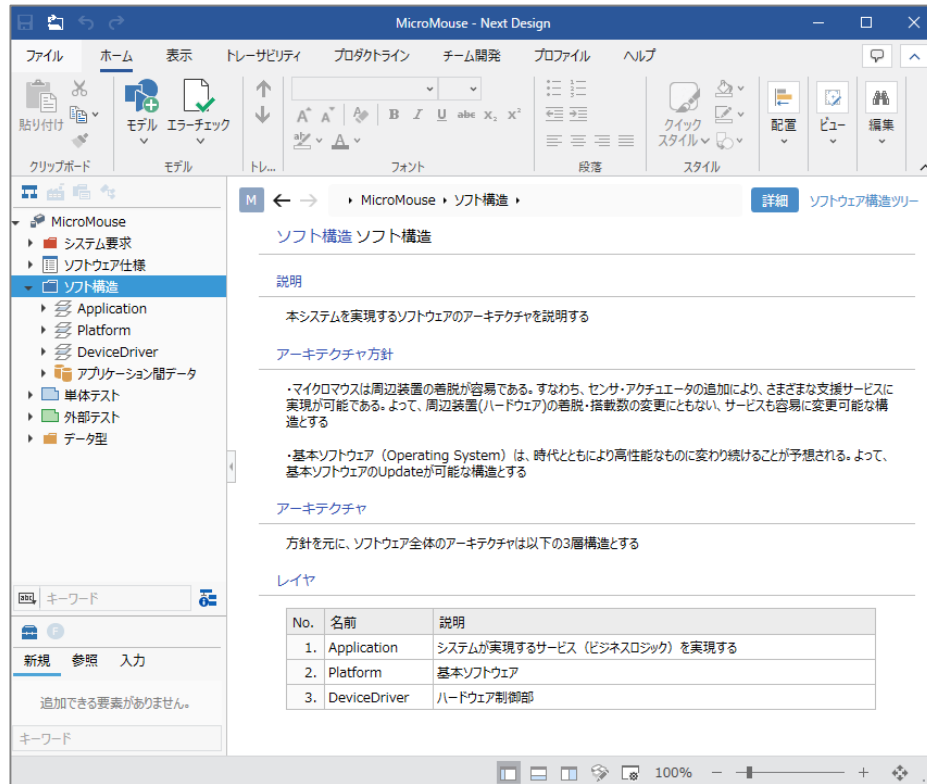 MicroMouse - Next Design
ファイル ホーム 表示 トレーサビリティ プロダクトライン チーム開発 プロファイル ヘルプ
貼り付け モデル エラーチェック
A A B I U abc X₂ X²
ab A
クイック
スタイル
配置 ビュー 編集
クリップボード モデル トレ... フォント 段落 スタイル
M MicroMouse ソフト構造 詳細 ソフトウェア構造ツリー
MicroMouse
システム要求
ソフトウェア仕様
ソフト構造
Application
Platform
DeviceDriver
アプリケーション間データ
単体テスト
外部テスト
データ型
abc キーワード
F
新規 参照 入力
追加できる要素がありません。
キーワード
ソフト構造 ソフト構造
説明
本システムを実現するソフトウェアのアーキテクチャを説明する
アーキテクチャ方針
・マイクロマウスは周辺装置の着脱が容易である。すなわち、センサ・アクチュエータの追加により、さまざまな支援サービスに
実現が可能である。よって、周辺装置(ハードウェア)の着脱・搭載数の変更にともない、サービスも容易に変更可能な構
造とする
・基本ソフトウェア（Operating System）は、時代とともにより高性能なものに変わり続けることが予想される。よって、
基本ソフトウェアのUpdateが可能な構造とする
アーキテクチャ
方針を元に、ソフトウェア全体のアーキテクチャは以下の3層構造とする
レイヤ
No. 名前 説明
1. Application システムが実現するサービス（ビジネスロジック）を実現する
2. Platform 基本ソフトウェア
3. DeviceDriver ハードウェア制御部
100%